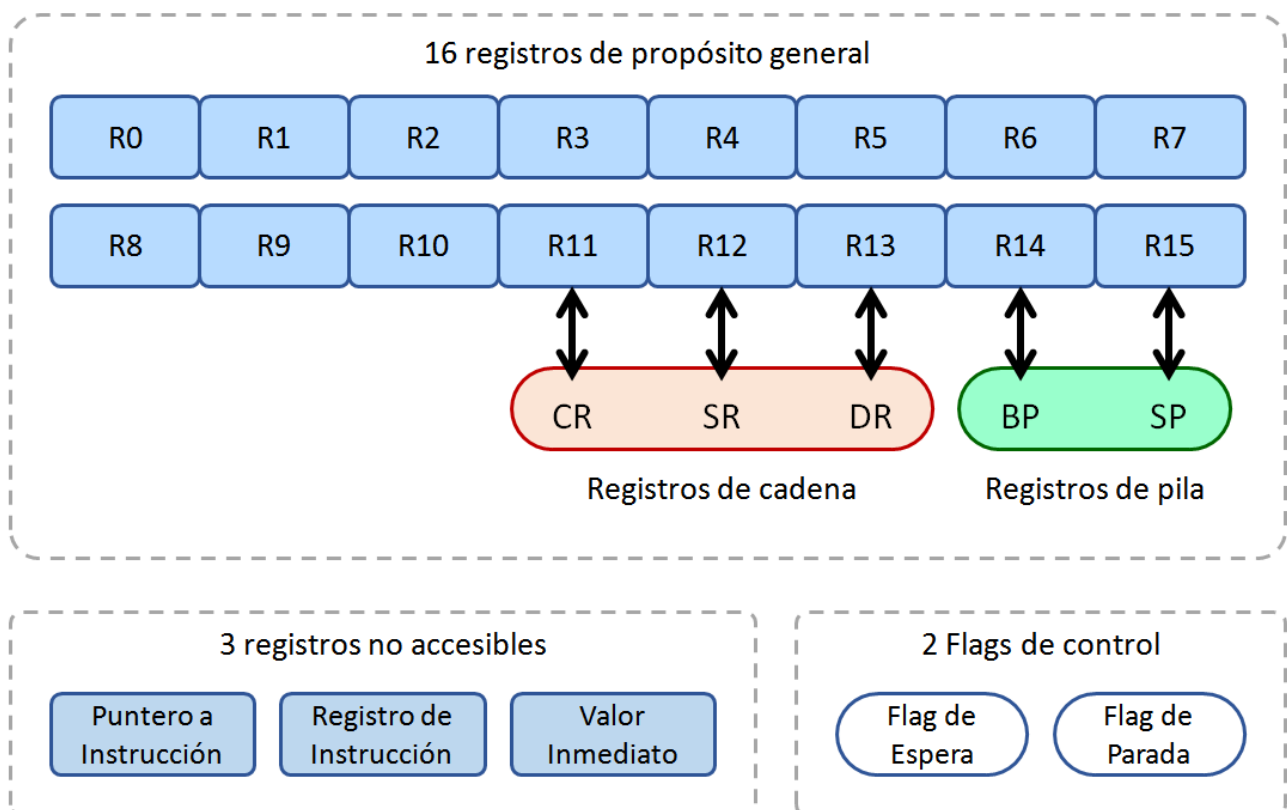 16 registros de propósito general
R0 R1 R2 R3 R4 R5 R6 R7
R8 R9 R10 R11 R12 R13 R14 R15
CR SR DR BP SP
Registros de cadena Registros de pila
3 registros no accesibles
Puntero a
Instrucción
Registro de
Instrucción
Valor
Inmediato
2 Flags de control
Flag de
Espera
Flag de
Parada